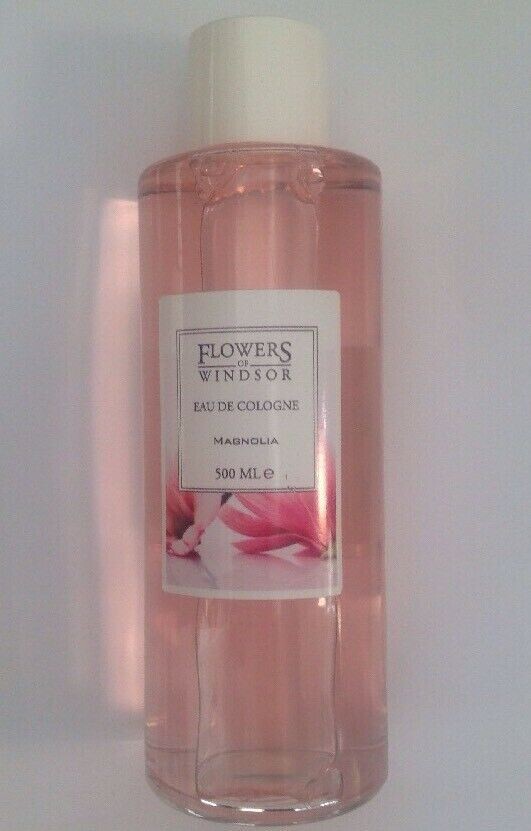 FLOWERS
OF
WINDSOR
EAU DE COLOGNE
MAGNOLIA
500 ML ℮